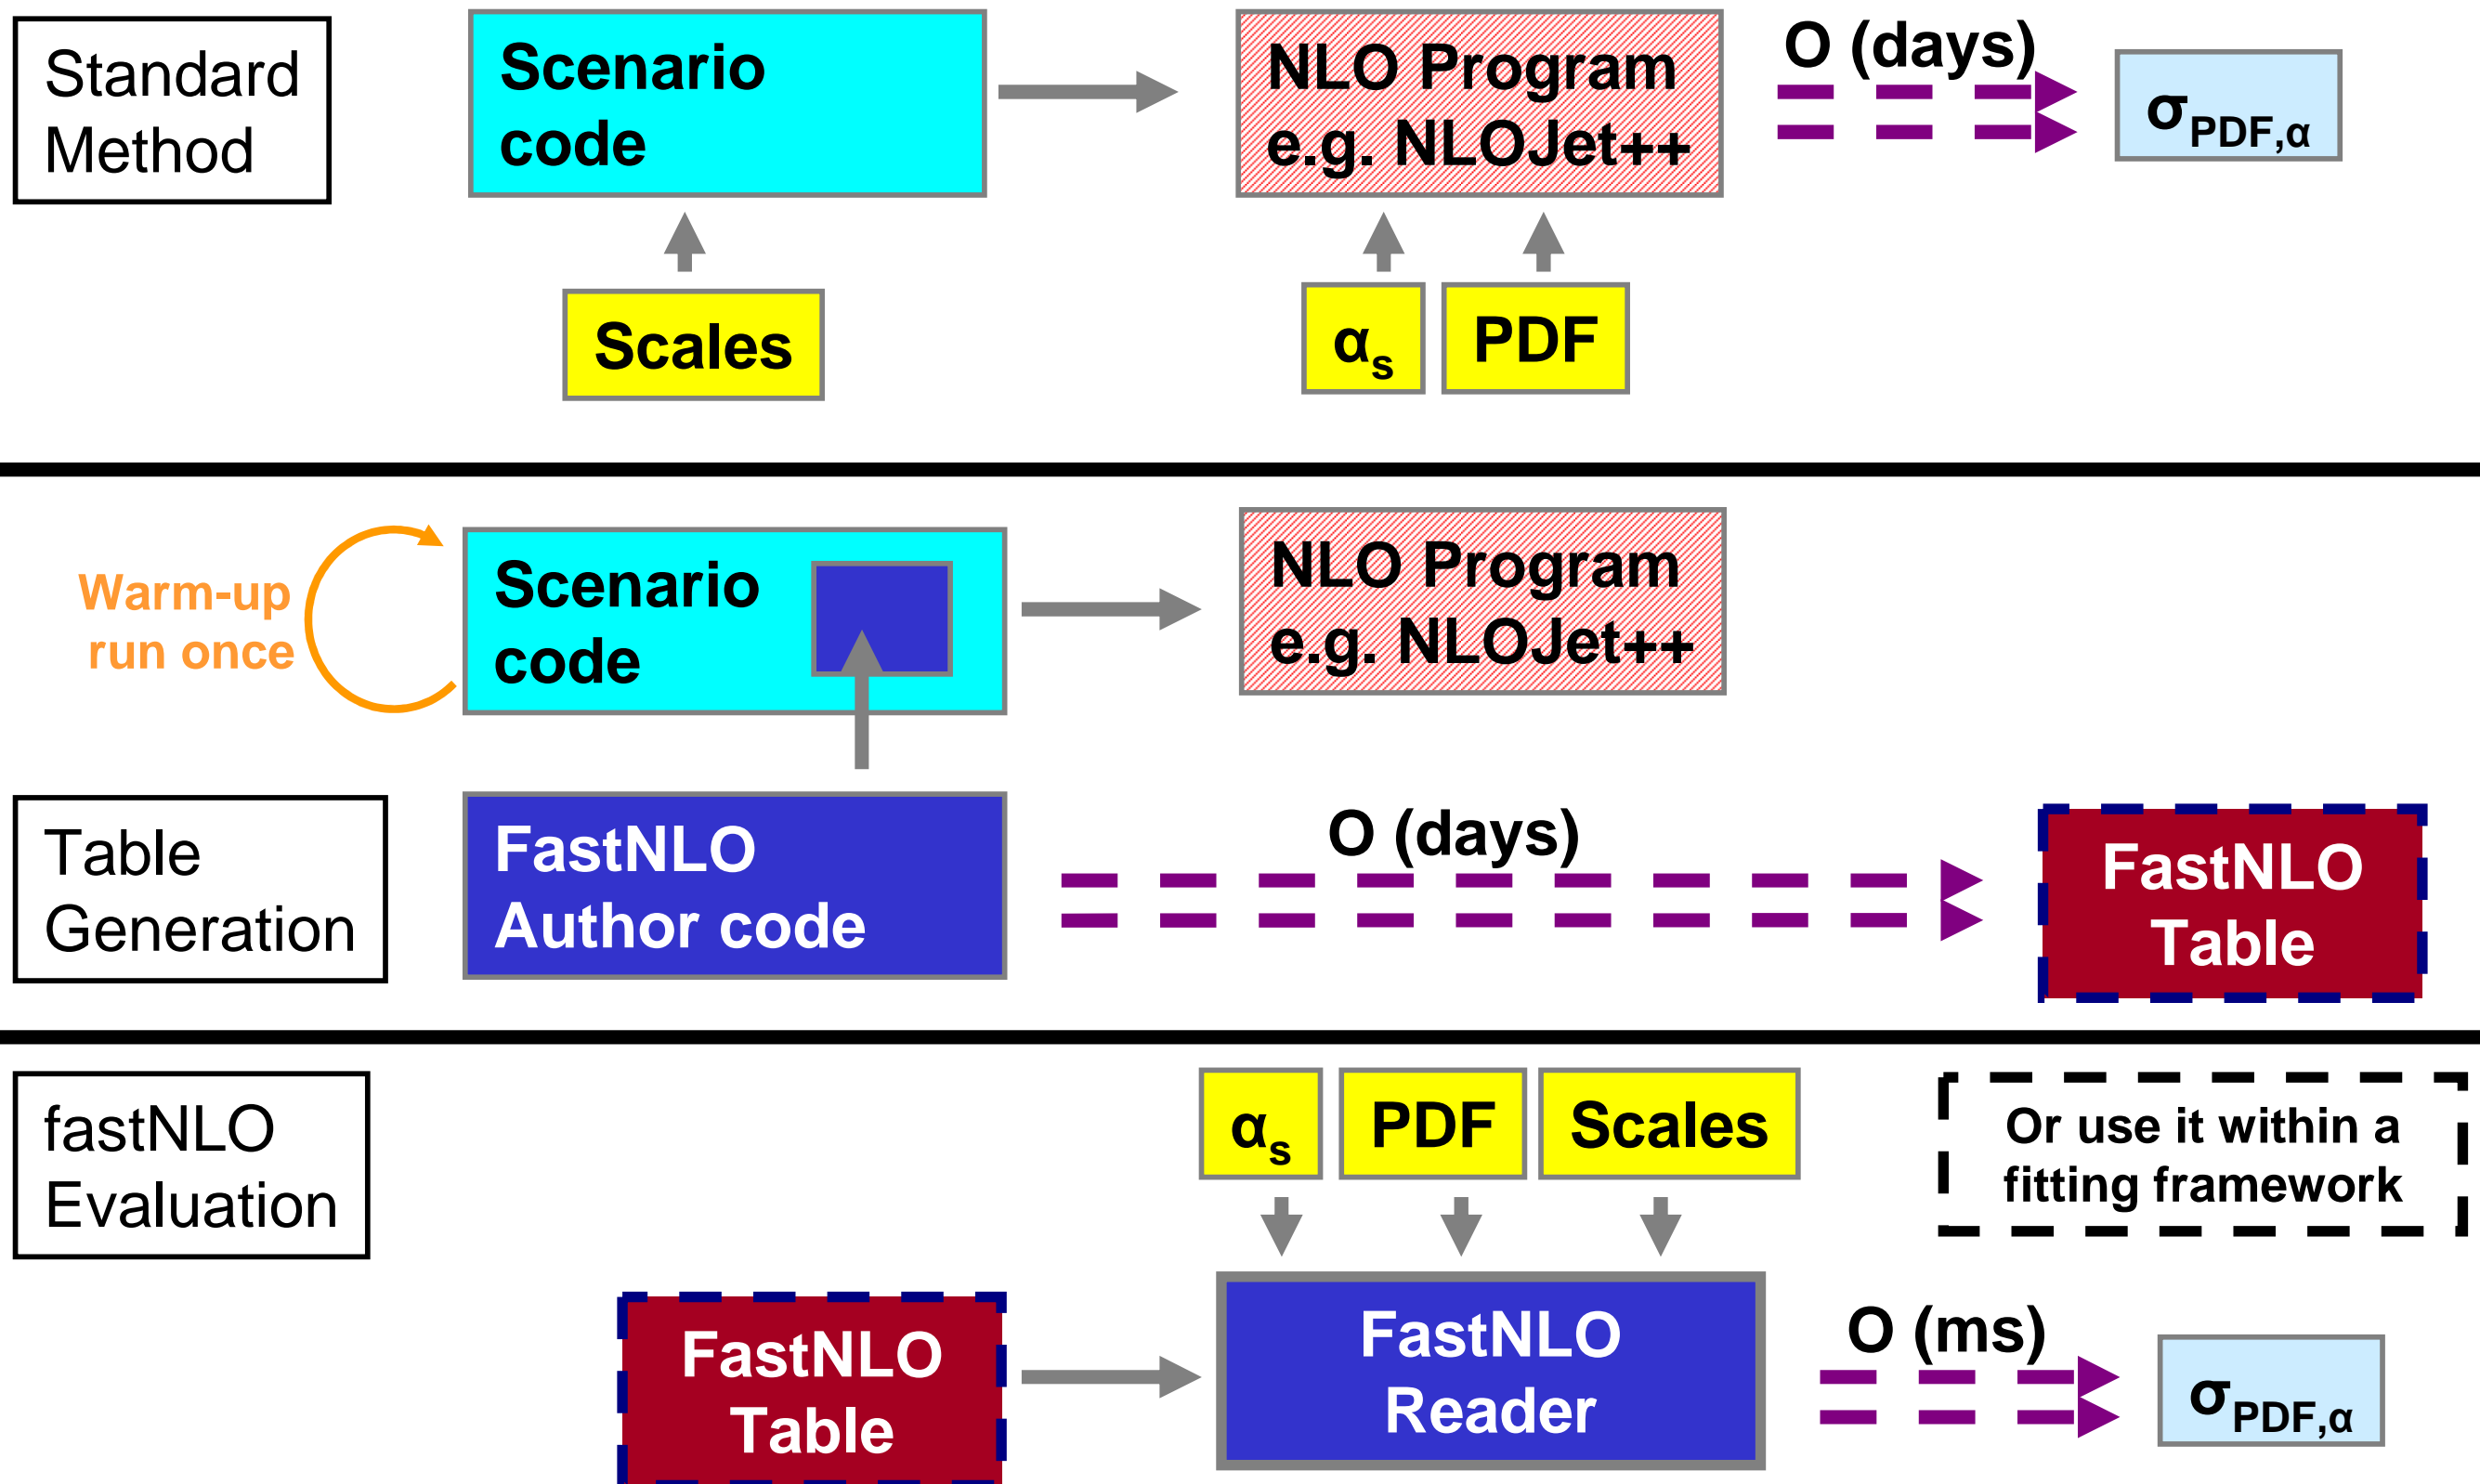 Standard
Method
Scenario
code
NLO Program
e.g. NLOJet++
O (days)
σPDF,α
Scales
αs
PDF
Warm-up
run once
Scenario
code
NLO Program
e.g. NLOJet++
Table
Generation
FastNLO
Author code
O (days)
FastNLO
Table
fastNLO
Evaluation
αs
PDF
Scales
Or use it within a
fitting framework
FastNLO
Table
FastNLO
Reader
O (ms)
σPDF,α